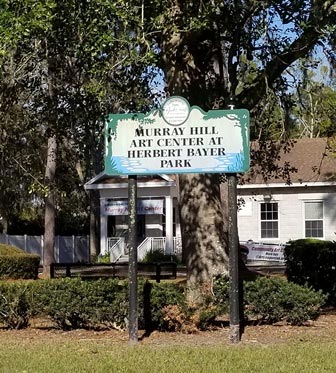 MURRAY HILL
ART CENTER AT
HERBERT BAYER
PARK